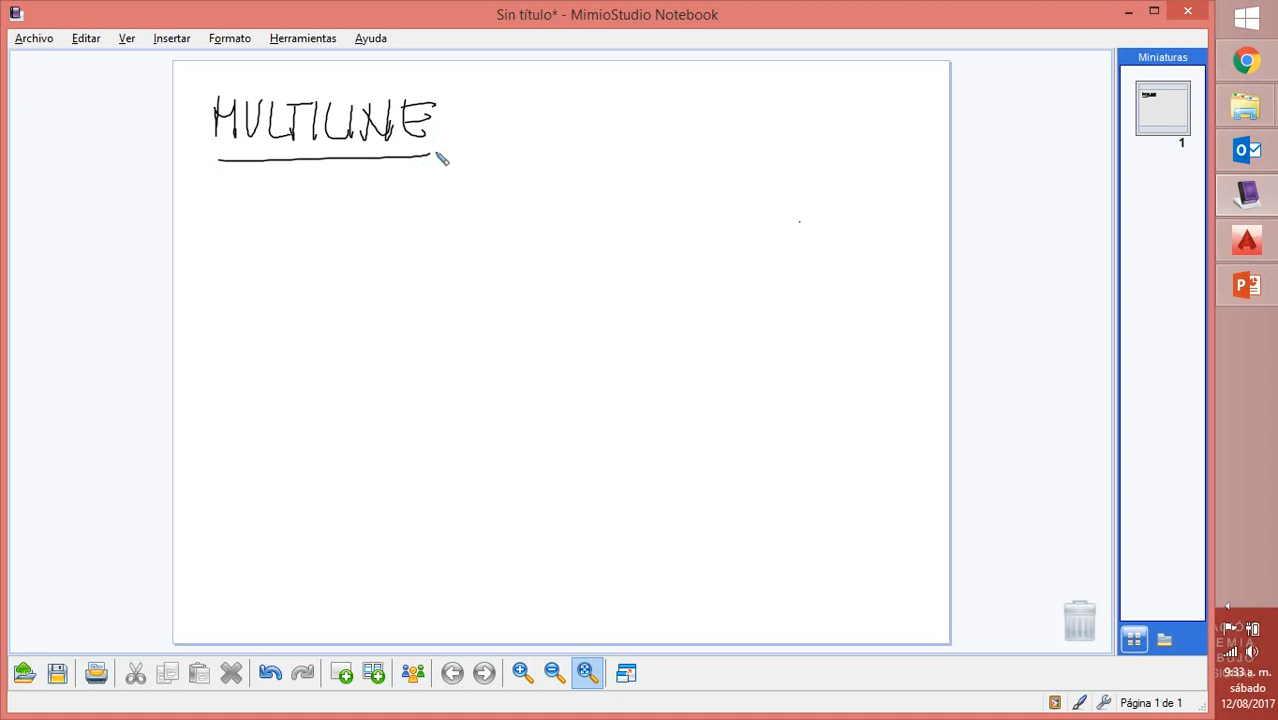 Sin título* - MimioStudio Notebook
Archivo Editar Ver Insertar Formato Herramientas Ayuda
Miniaturas
MULTILINE
1
Página 1 de 1
9:33 a. m.
sábado
12/08/2017